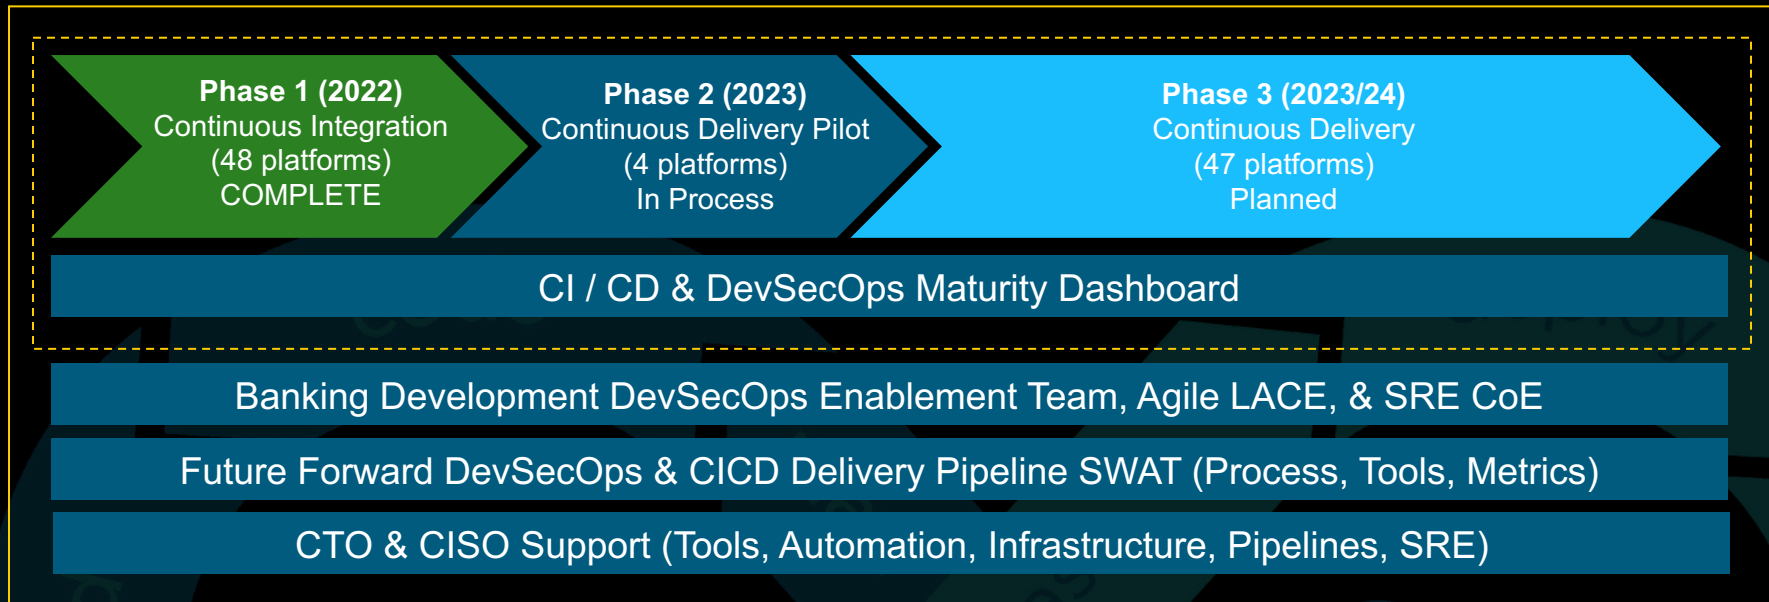 Phase 1 (2022)
Continuous Integration
(48 platforms)
COMPLETE
Phase 2 (2023)
Continuous Delivery Pilot
(4 platforms)
In Process
Phase 3 (2023/24)
Continuous Delivery
(47 platforms)
Planned
CI / CD & DevSecOps Maturity Dashboard
Banking Development DevSecOps Enablement Team, Agile LACE, & SRE CoE
Future Forward DevSecOps & CICD Delivery Pipeline SWAT (Process, Tools, Metrics)
CTO & CISO Support (Tools, Automation, Infrastructure, Pipelines, SRE)